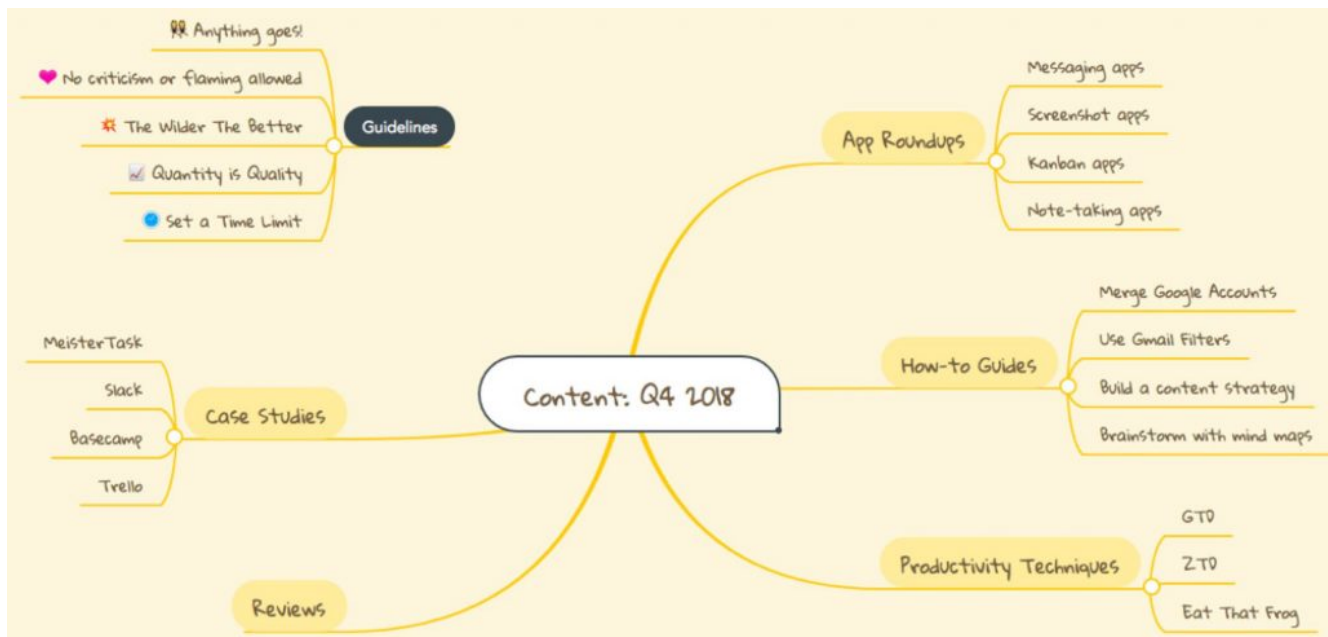 Anything goes!
No criticism or flaming allowed
The Wilder The Better
Quantity is Quality
Set a Time Limit
Guidelines
App Roundups
Messaging apps
Screenshot apps
Kanban apps
Note-taking apps
Content: Q4 2018
How-to Guides
Merge Google Accounts
Use Gmail Filters
Build a content strategy
Brainstorm with mind maps
MeisterTask
Slack
Basecamp
Trello
Case Studies
Productivity Techniques
GTD
ZTD
Eat That Frog
Reviews